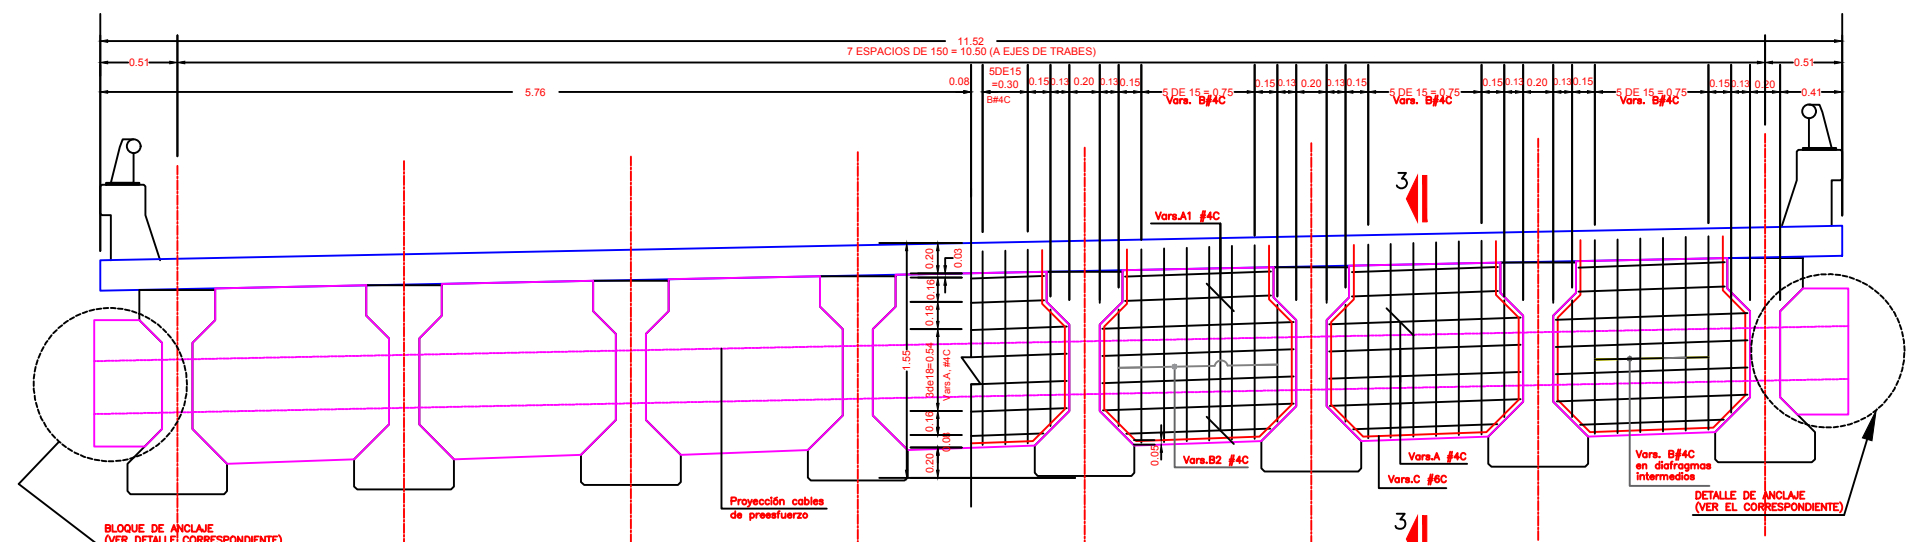 11.52
7 ESPACIOS DE 150 = 10.50 (A EJES DE TRABES)
0.51
0.51
5.76
0.08
5DE15
=0.30
B#4C
0.15
0.13
0.20
0.13
0.15
5 DE 15 = 0.75
Vars. B#4C
0.15
0.13
0.20
0.13
0.15
5 DE 15 = 0.75
Vars. B#4C
0.15
0.13
0.20
0.13
0.15
5 DE 15 = 0.75
Vars. B#4C
0.15
0.13
0.20
0.41
3
Vars.A1 #4C
0.20
0.03
0.16
0.18
1.55
3de18=0.54
Vars.A, #4C
0.16
0.06
0.20
0.05
Vars.B2 #4C
Vars.A #4C
Vars.C #6C
Vars. B#4C
en diafragmas
intermedios
Proyección cables
de preesfuerzo
DETALLE DE ANCLAJE
(VER EL CORRESPONDIENTE)
3
BLOQUE DE ANCLAJE
(VER DETALLE CORRESPONDIENTE)